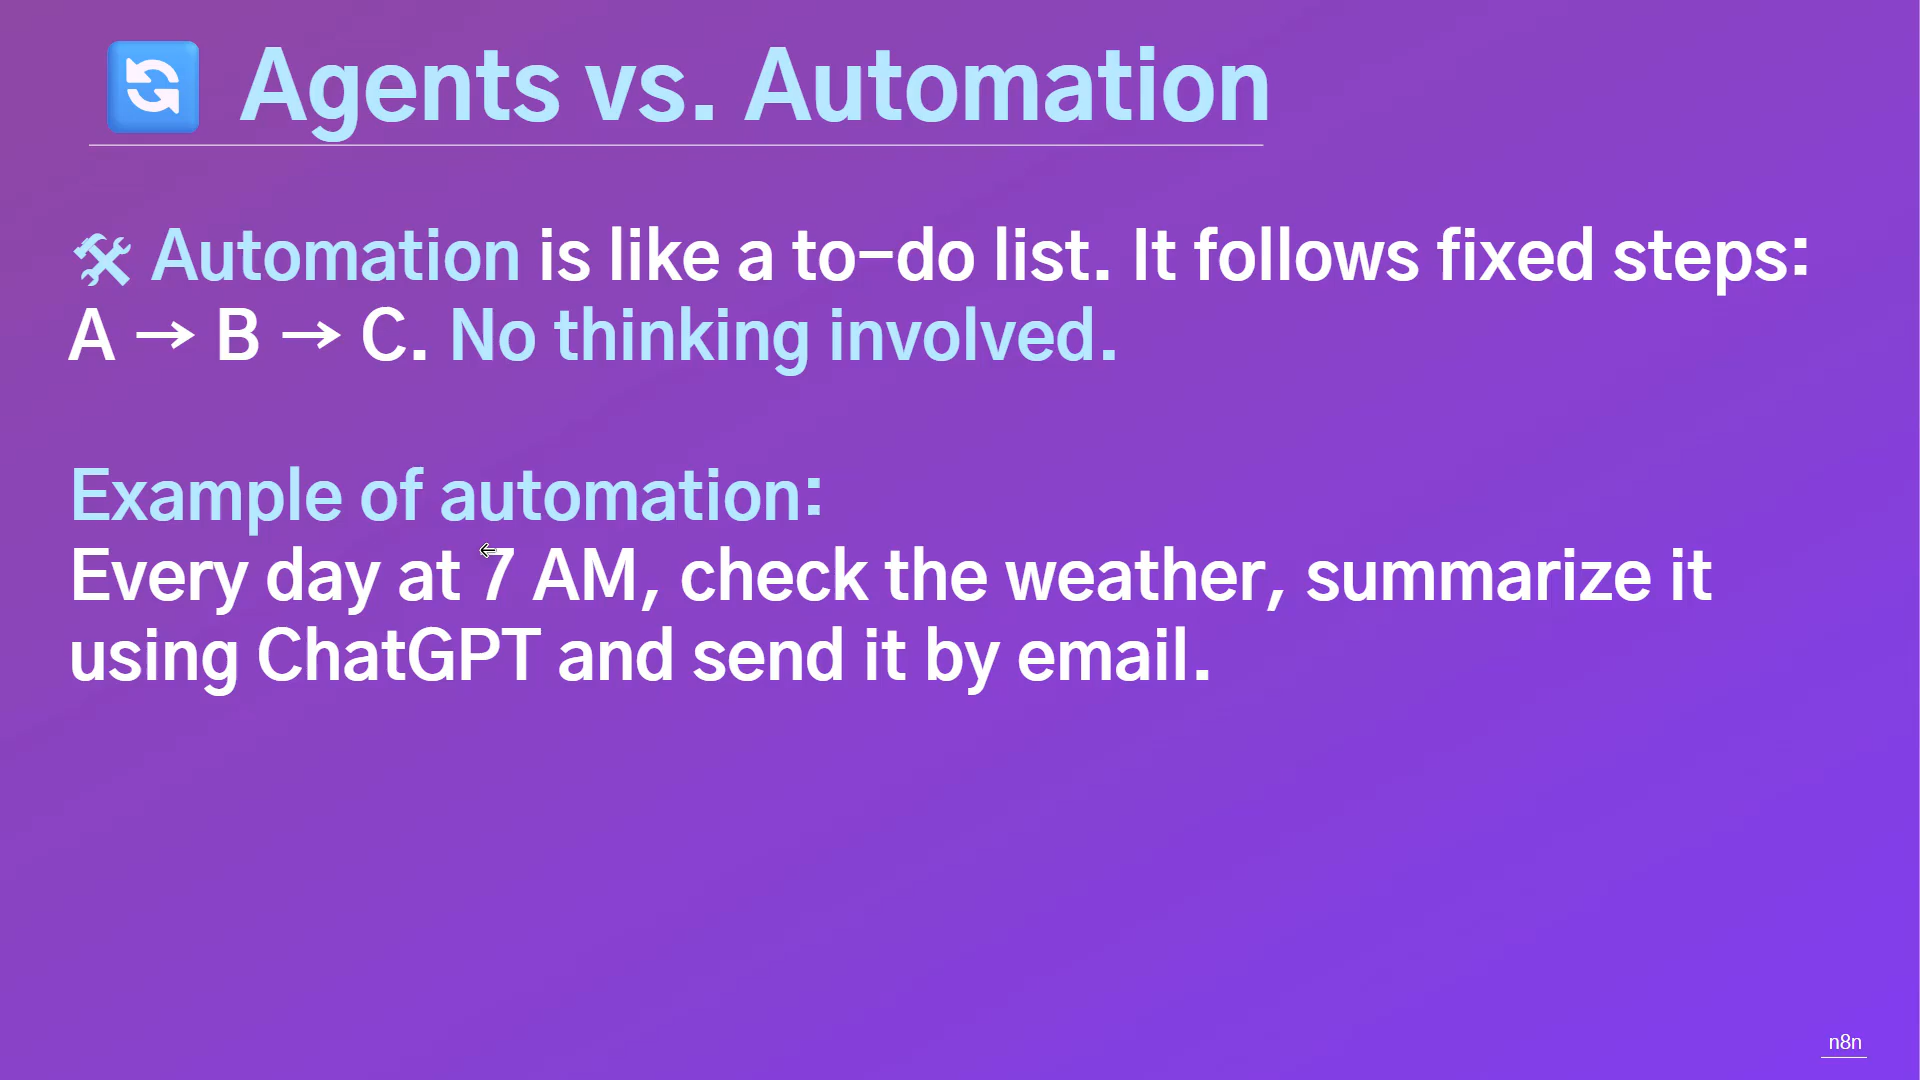 🔄 Agents vs. Automation
🛠 Automation is like a to-do list. It follows fixed steps:
A → B → C. No thinking involved.
Example of automation:
Every day at 7 AM, check the weather, summarize it
using ChatGPT and send it by email.
n8n